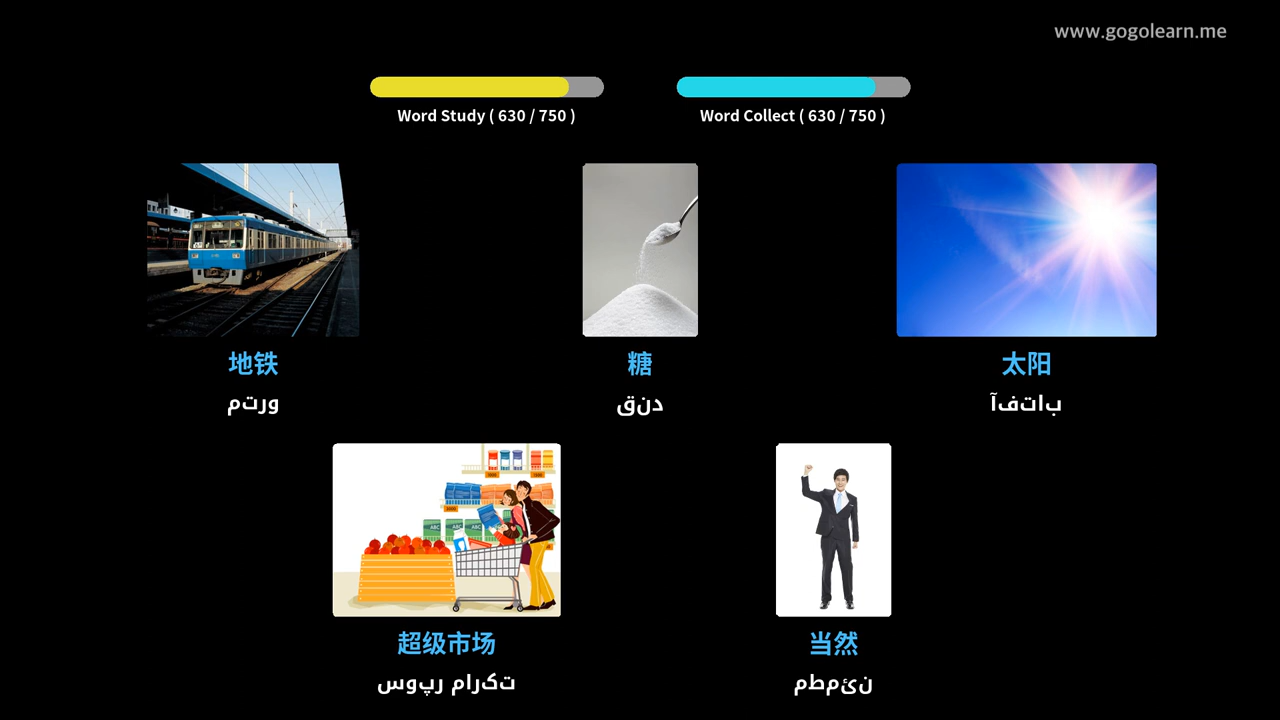 www.gogolearn.me
Word Study ( 630 / 750 )
Word Collect ( 630 / 750 )
地铁
糖
太阳
ورتم
دنق
باتفآ
超级市场
当然
تکرام رپوس
نئمطم